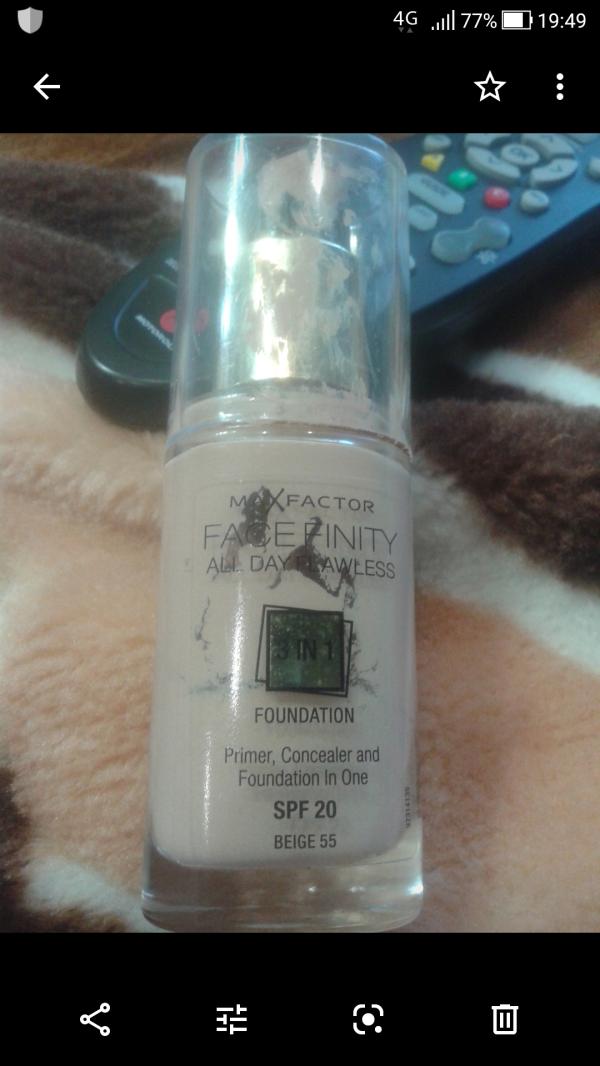 4G 77% 19:49
MAXFACTOR
FACEFINITY
ALL DAY FLAWLESS
3 IN 1
FOUNDATION
Primer, Concealer and
Foundation In One
SPF 20
BEIGE 55